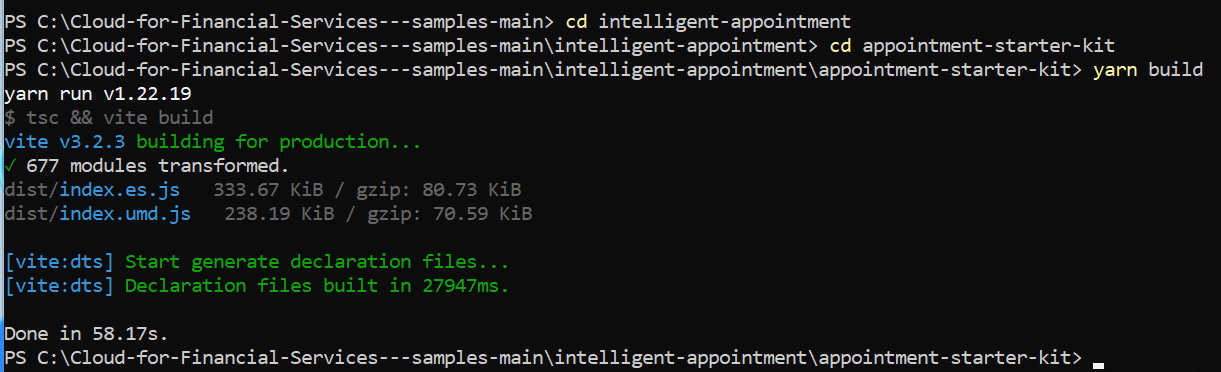 PS C:\Cloud-for-Financial-Services---samples-main> cd intelligent-appointment
PS C:\Cloud-for-Financial-Services---samples-main\intelligent-appointment> cd appointment-starter-kit
PS C:\Cloud-for-Financial-Services---samples-main\intelligent-appointment\appointment-starter-kit> yarn build
yarn run v1.22.19
$ tsc && vite build
vite v3.2.3 building for production...
✓ 677 modules transformed.
dist/index.es.js   333.67 KiB / gzip: 80.73 KiB
dist/index.umd.js   238.19 KiB / gzip: 70.59 KiB
[vite:dts] Start generate declaration files...
[vite:dts] Declaration files built in 27947ms.
Done in 58.17s.
PS C:\Cloud-for-Financial-Services---samples-main\intelligent-appointment\appointment-starter-kit>